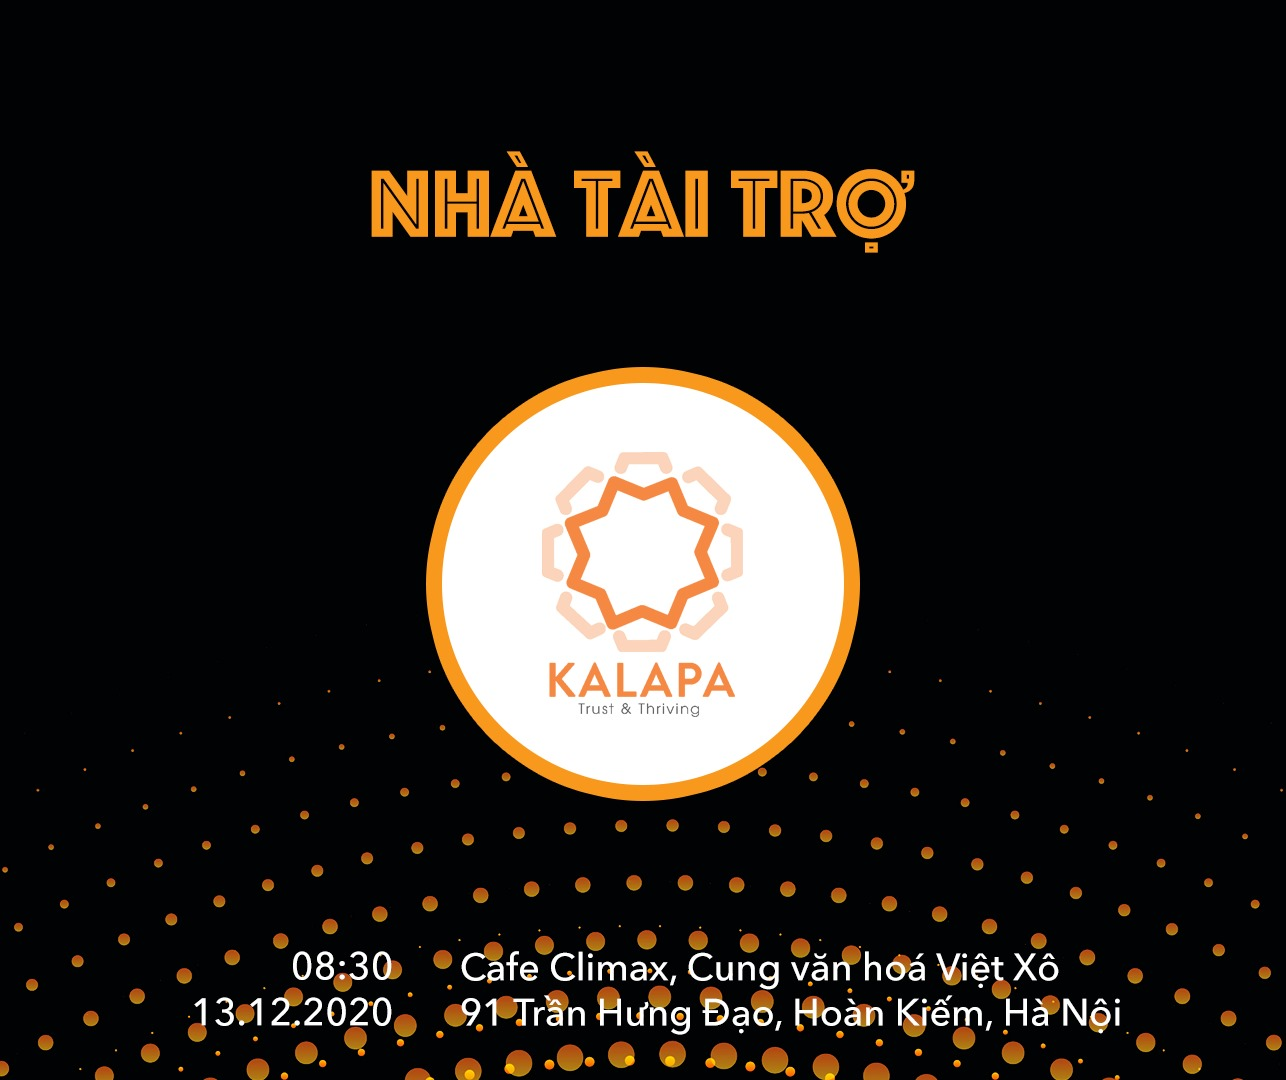 NHÀ TÀI TRỢ
KALAPA
Trust & Thriving
08:30 Cafe Climax, Cung văn hoá Việt Xô
13.12.2020 91 Trần Hưng Đạo, Hoàn Kiếm, Hà Nội